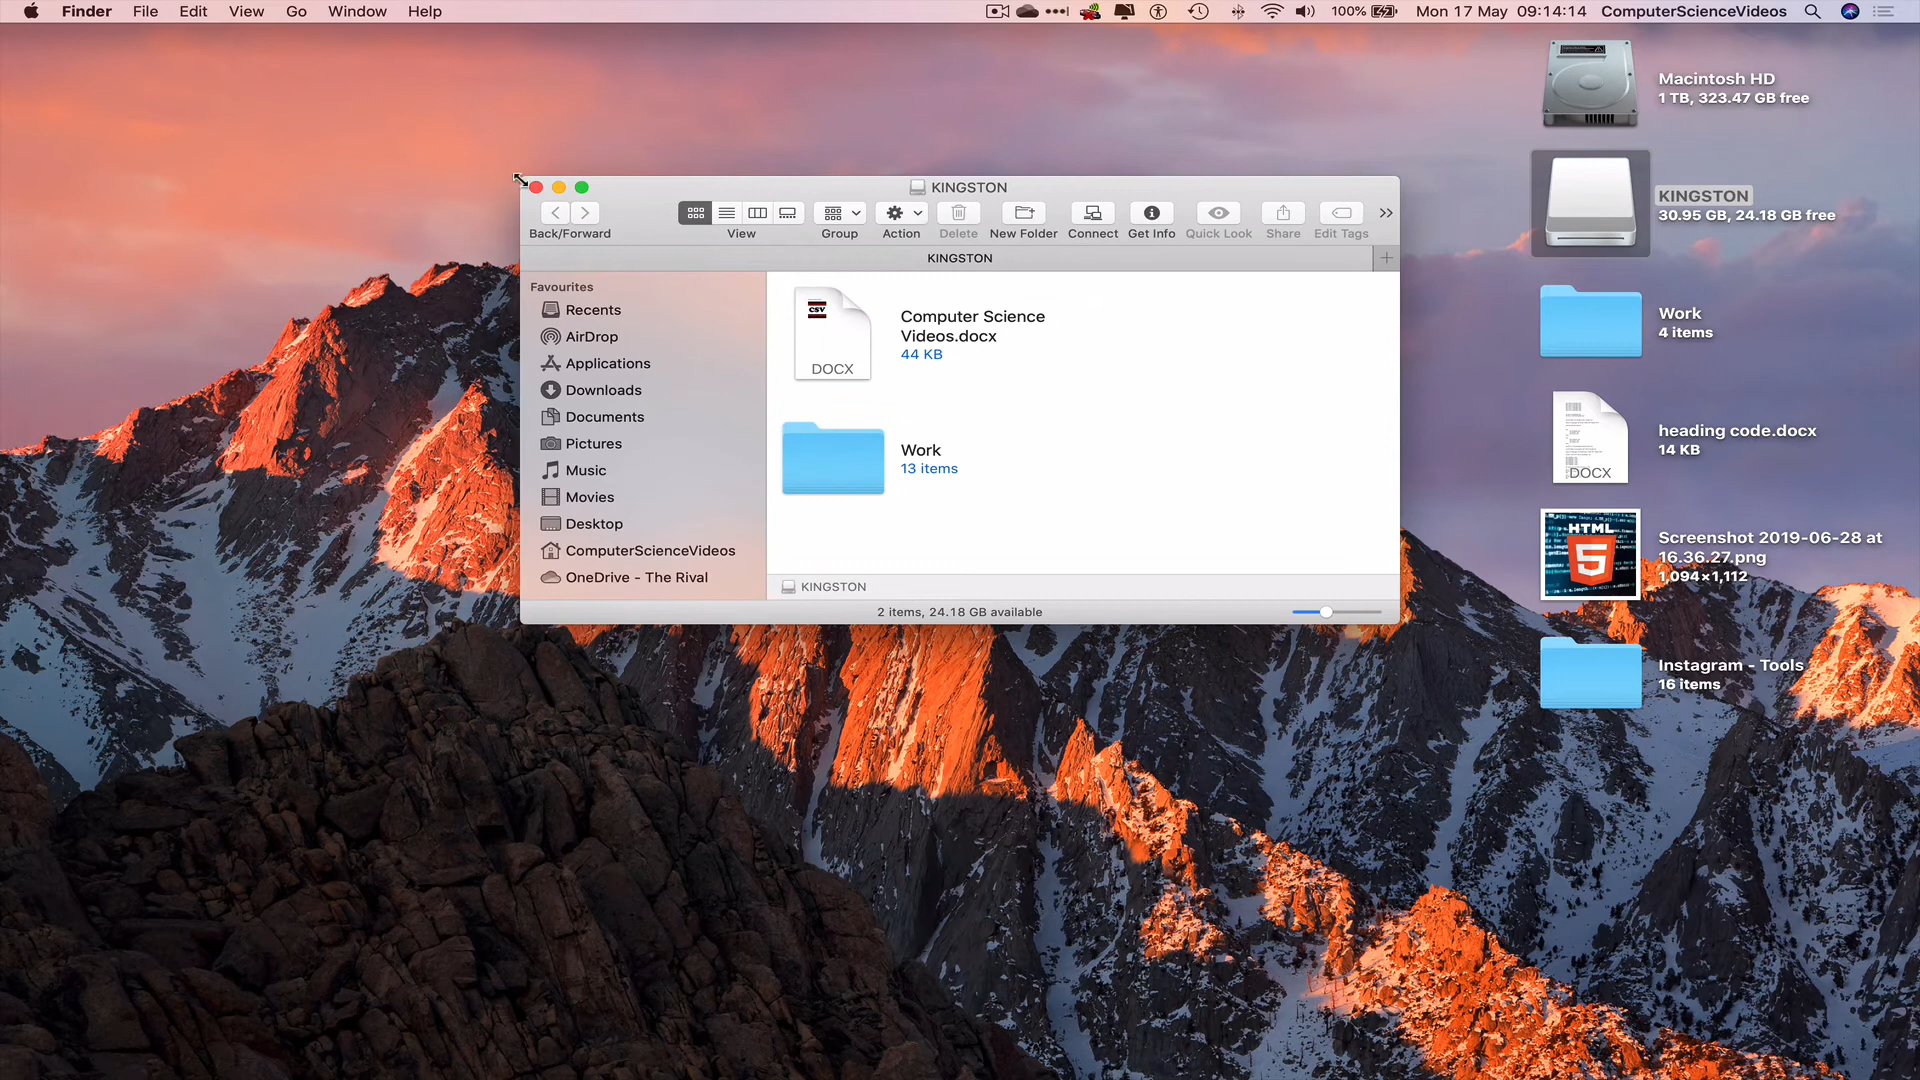 Finder File Edit View Go Window Help
100% Mon 17 May 09:14:14 ComputerScienceVideos
Macintosh HD
1 TB, 323.47 GB free
KINGSTON
30.95 GB, 24.18 GB free
Work
4 items
heading code.docx
14 KB
DOCX
HTML
5
Screenshot 2019-06-28 at
16.36.27.png
1,094×1,112
Instagram - Tools
16 items
KINGSTON
Back/Forward View Group Action Delete New Folder Connect Get Info Quick Look Share Edit Tags
KINGSTON
Favourites
Recents
AirDrop
Applications
Downloads
Documents
Pictures
Music
Movies
Desktop
ComputerScienceVideos
OneDrive - The Rival
CSV
DOCX
Computer Science
Videos.docx
44 KB
Work
13 items
KINGSTON
2 items, 24.18 GB available